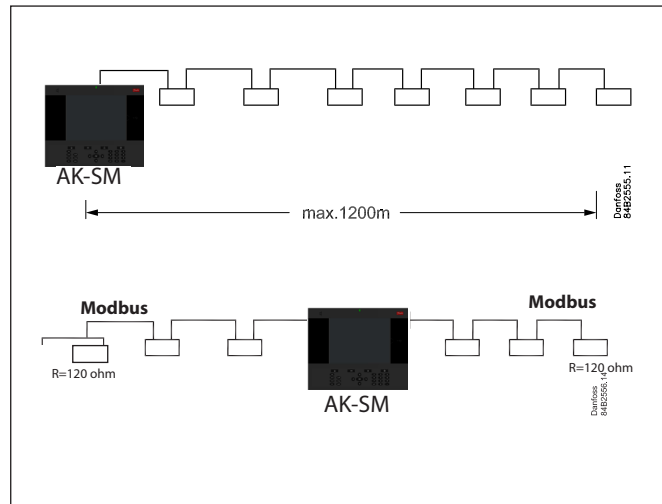 AK-SM
max.1200m
Danfoss
84B2555.11
Modbus
Modbus
R=120 ohm
R=120 ohm
AK-SM
Danfoss
84B2556.14